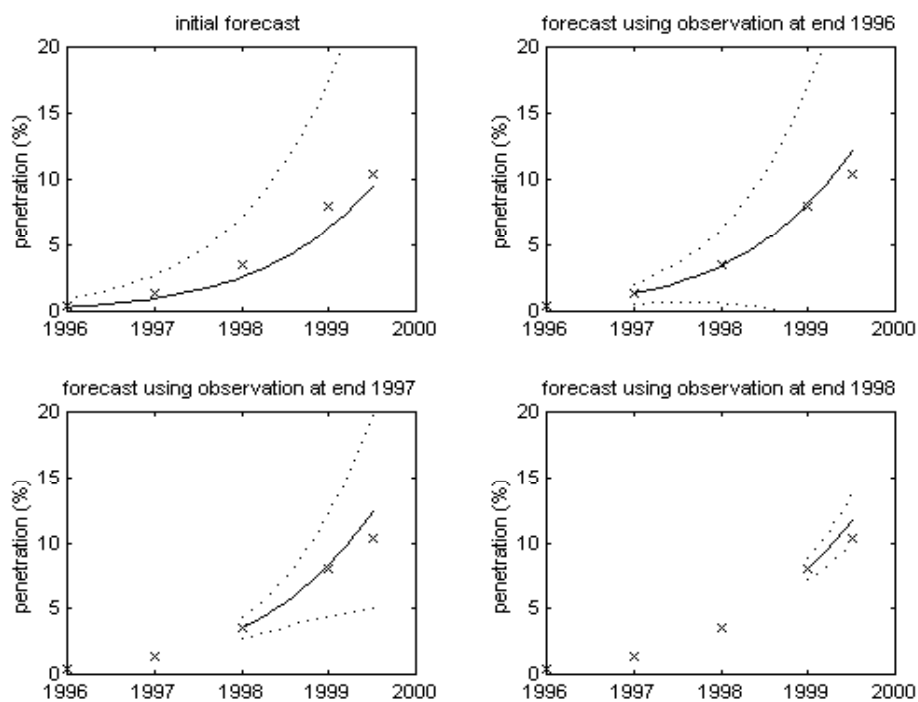 initial forecast
20
15
10
5
0
penetration (%)
1996 1997 1998 1999 2000
forecast using observation at end 1996
20
15
10
5
0
penetration (%)
1996 1997 1998 1999 2000
forecast using observation at end 1997
20
15
10
5
0
penetration (%)
1996 1997 1998 1999 2000
forecast using observation at end 1998
20
15
10
5
0
penetration (%)
1996 1997 1998 1999 2000